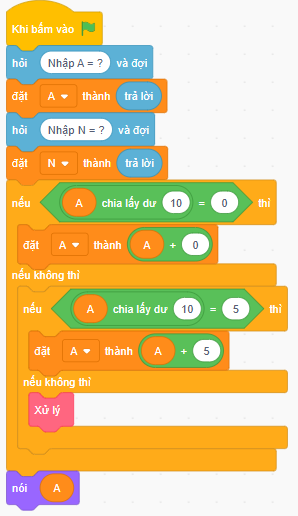 Khi bấm vào
hỏi Nhập A = ? và đợi
đặt A thành trả lời
hỏi Nhập N = ? và đợi
đặt N thành trả lời
nếu A chia lấy dư 10 = 0 thì
đặt A thành A + 0
nếu không thì
nếu A chia lấy dư 10 = 5 thì
đặt A thành A + 5
nếu không thì
Xử lý
nói A